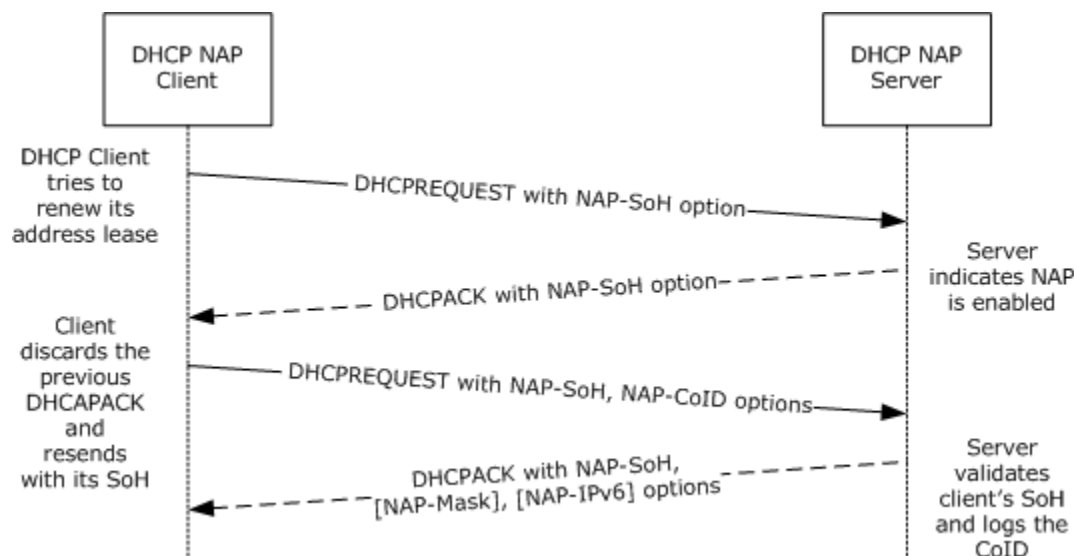 DHCP NAP
Client
DHCP NAP
Server
DHCP Client
tries to
renew its
address lease
DHCPREQUEST with NAP-SoH option
Server
indicates NAP
is enabled
DHCPACK with NAP-SoH option
Client
discards the
previous
DHCAPACK
and
resends
with its SoH
DHCPREQUEST with NAP-SoH, NAP-CoID options
DHCPACK with NAP-SoH,
[NAP-Mask], [NAP-IPv6] options
Server
validates
client's SoH
and logs the
CoID